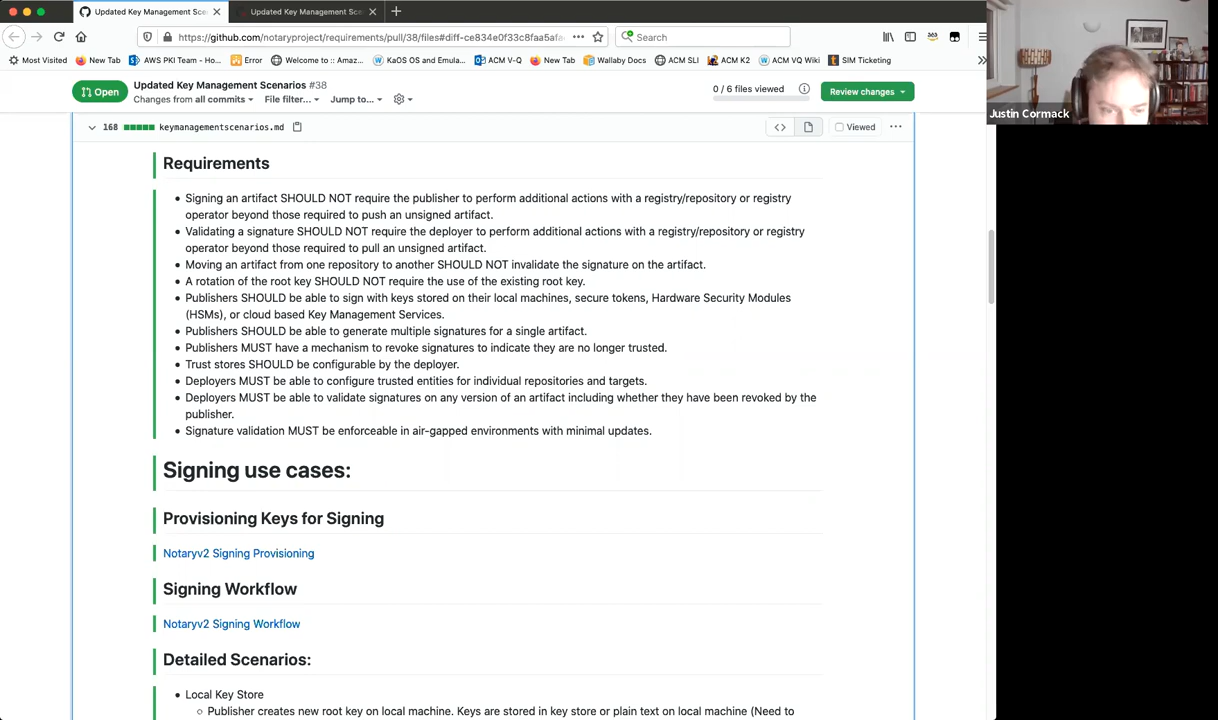 Updated Key Management Sce
Updated Key Management Sce
https://github.com/notaryproject/requirements/pull/38/files#diff-ce834e0f33c8faa5afa
Search
Most Visited
New Tab
AWS PKI Team - Ho...
Error
Welcome to :: Amaz...
KaOS OS and Emula...
ACM V-Q
New Tab
Wallaby Docs
ACM SLI
ACM K2
ACM VQ Wiki
SIM Ticketing
Open
Updated Key Management Scenarios #38
Changes from all commits
File filter...
Jump to...
0 / 6 files viewed
Review changes
168
keymanagementscenarios.md
Viewed
Requirements
• Signing an artifact SHOULD NOT require the publisher to perform additional actions with a registry/repository or registry
operator beyond those required to push an unsigned artifact.
• Validating a signature SHOULD NOT require the deployer to perform additional actions with a registry/repository or registry
operator beyond those required to pull an unsigned artifact.
• Moving an artifact from one repository to another SHOULD NOT invalidate the signature on the artifact.
• A rotation of the root key SHOULD NOT require the use of the existing root key.
• Publishers SHOULD be able to sign with keys stored on their local machines, secure tokens, Hardware Security Modules
(HSMs), or cloud based Key Management Services.
• Publishers SHOULD be able to generate multiple signatures for a single artifact.
• Publishers MUST have a mechanism to revoke signatures to indicate they are no longer trusted.
• Trust stores SHOULD be configurable by the deployer.
• Deployers MUST be able to configure trusted entities for individual repositories and targets.
• Deployers MUST be able to validate signatures on any version of an artifact including whether they have been revoked by the
publisher.
• Signature validation MUST be enforceable in air-gapped environments with minimal updates.
Signing use cases:
Provisioning Keys for Signing
Notaryv2 Signing Provisioning
Signing Workflow
Notaryv2 Signing Workflow
Detailed Scenarios:
• Local Key Store
○ Publisher creates new root key on local machine. Keys are stored in key store or plain text on local machine (Need to
Justin Cormack